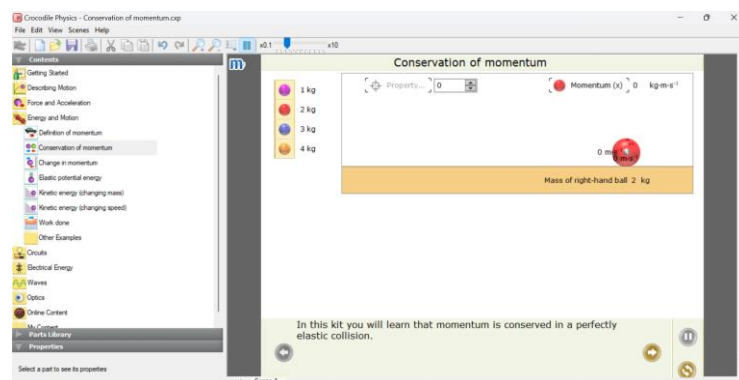 Crocodile Physics - Conservation of momentum.cxp
File Edit View Scenes Help
x0.1 x10
Contents
Getting Started
Describing Motion
Force and Acceleration
Energy and Motion
Definition of momentum
Conservation of momentum
Change in momentum
Elastic potential energy
Kinetic energy (changing mass)
Kinetic energy (changing speed)
Work done
Other Examples
Circuits
Electrical Energy
Waves
Optics
Online Content
My Content
Parts Library
Properties
Select a part to see its properties
m
Conservation of momentum
1 kg
2 kg
3 kg
4 kg
Property... 0
Momentum (x) 0 kg·m·s⁻¹
0 m
0 m·s⁻¹
Mass of right-hand ball 2 kg
In this kit you will learn that momentum is conserved in a perfectly
elastic collision.